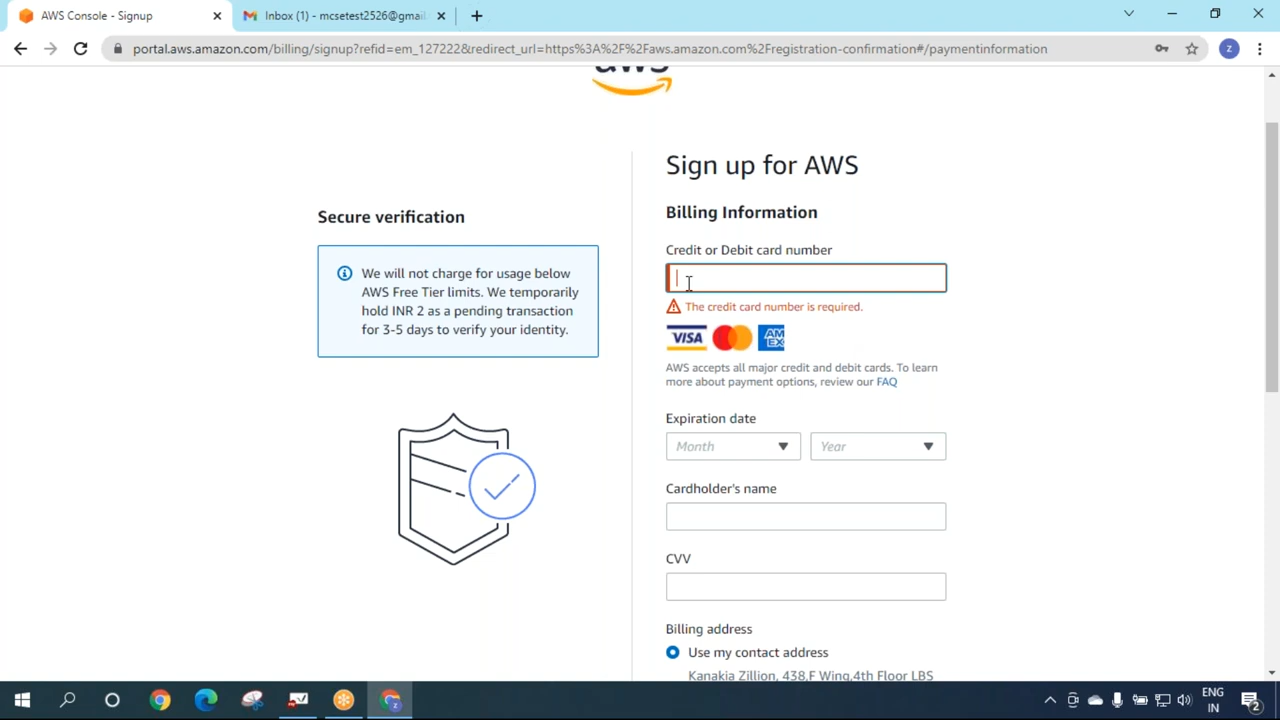 AWS Console - Signup
Inbox (1) - mcsetest2526@gmail
portal.aws.amazon.com/billing/signup?refid=em_127222&redirect_url=https%3A%2F%2Faws.amazon.com%2Fregistration-confirmation#/paymentinformation
Z
aws
Sign up for AWS
Secure verification
We will not charge for usage below
AWS Free Tier limits. We temporarily
hold INR 2 as a pending transaction
for 3-5 days to verify your identity.
Billing Information
Credit or Debit card number
The credit card number is required.
VISA
AM
EX
AWS accepts all major credit and debit cards. To learn
more about payment options, review our FAQ
Expiration date
Month
Year
Cardholder's name
CVV
Billing address
Use my contact address
Kanakia Zillion, 438,F Wing,4th Floor LBS
ENG
IN
2